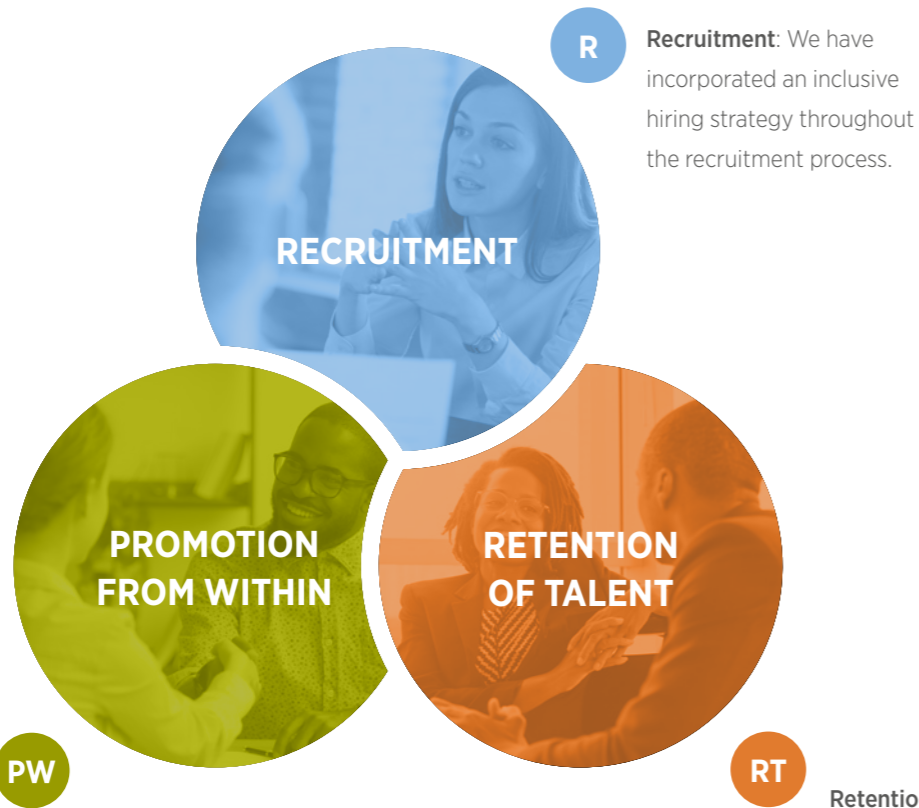 R
Recruitment: We have
incorporated an inclusive
hiring strategy throughout
the recruitment process.
RECRUITMENT
PROMOTION
FROM WITHIN
RETENTION
OF TALENT
PW
RT
Retentio